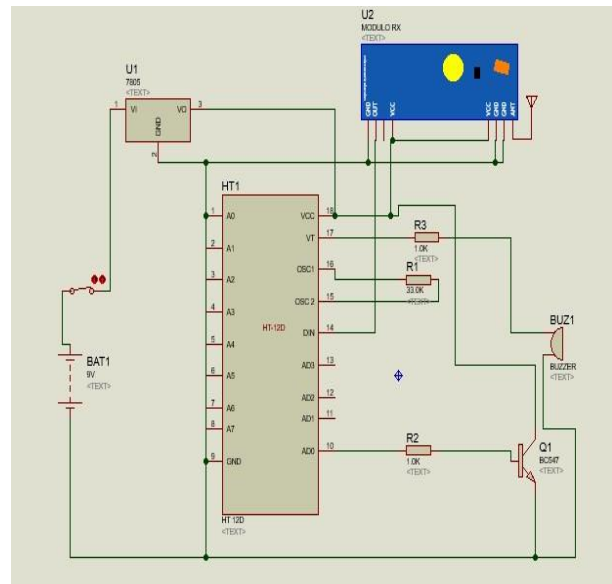 U2
MODULO RX
<TEXT>
GND
OUT
VCC
VCC
GND
GND
ANT
U1
7805
<TEXT>
1
VI
VO
3
GND
2
HT1
1
A0
VCC
18
2
A1
VT
17
3
A2
OSC1
16
4
A3
OSC 2
15
5
A4
HT-12D
DIN
14
6
A5
AD3
13
7
A6
AD2
12
8
A7
AD1
11
9
GND
AD0
10
HT 12D
<TEXT>
R3
1.0K
<TEXT>
R1
33.0K
<TEXT>
BUZ1
BUZZER
<TEXT>
BAT1
9V
<TEXT>
R2
1.0K
<TEXT>
Q1
BC547
<TEXT>